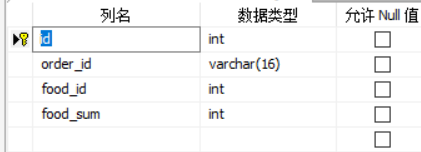 列名 数据类型 允许 Null 值
id int
order_id varchar(16)
food_id int
food_sum int